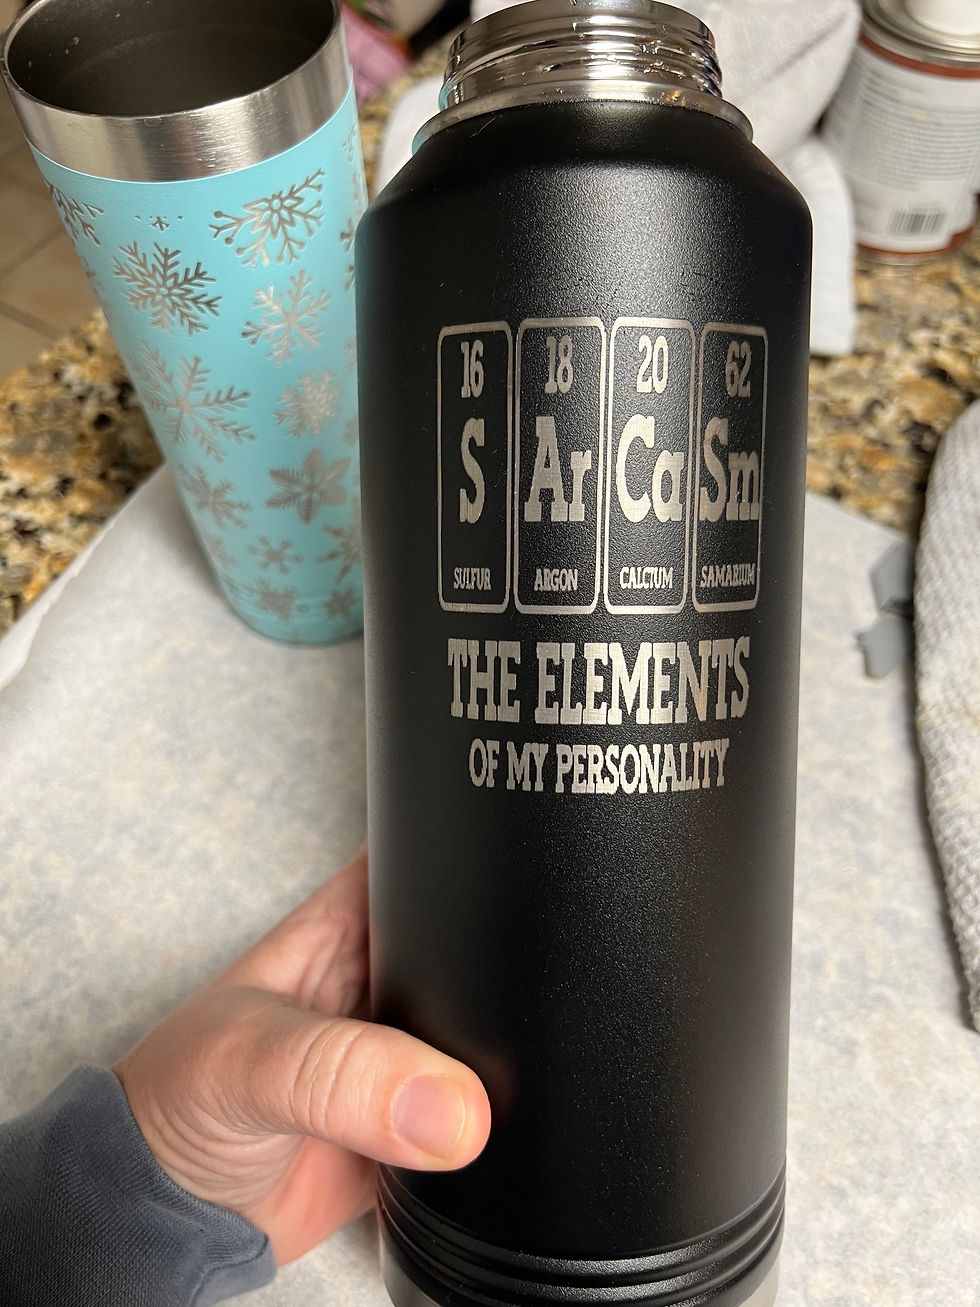 16 18 20 62
S Ar Ca Sm
SULFUR ARGON CALCIUM SAMARIUM
THE ELEMENTS
OF MY PERSONALITY